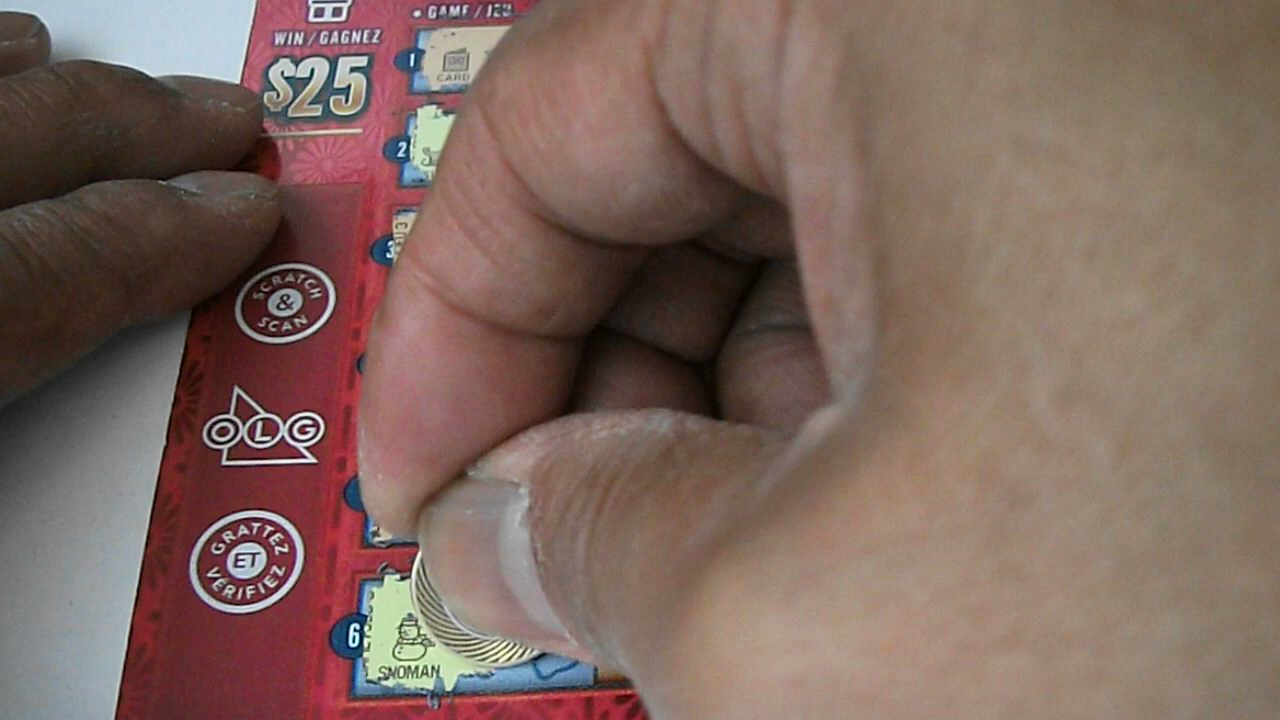 WIN / GAGNEZ
$25
• GAME / JEU
1
CARD
2
3
SCRATCH
&
SCAN
OLG
GRATTEZ
ET
VÉRIFIEZ
6
SNOMAN